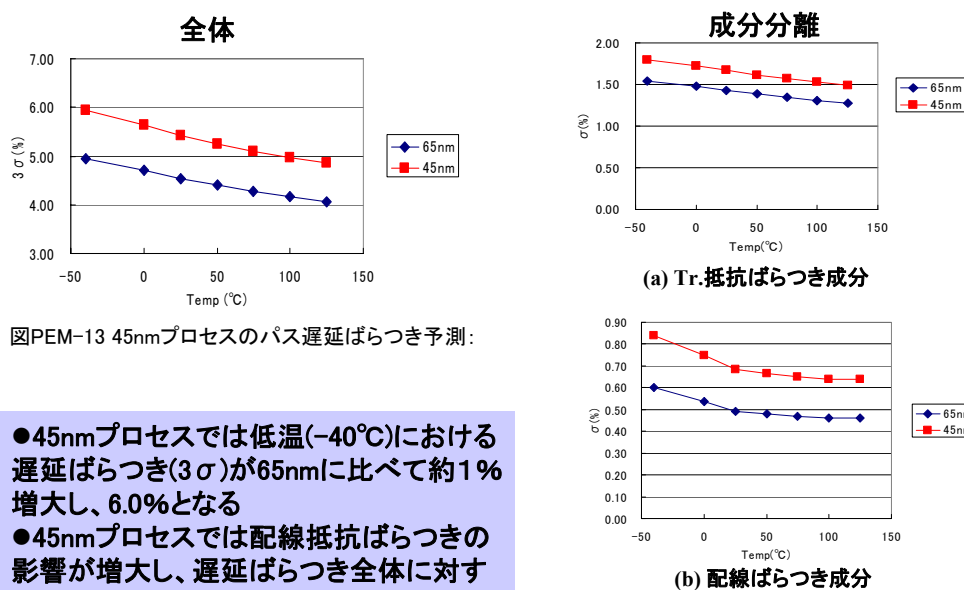 全体
7.00
6.00
5.00
4.00
3.00
3σ(%)
-50
0
50
100
150
Temp(℃)
65nm
45nm
図PEM-13 45nmプロセスのパス遅延ばらつき予測:
●45nmプロセスでは低温(-40℃)における
遅延ばらつき(3σ)が65nmに比べて約1%
増大し、6.0%となる
●45nmプロセスでは配線抵抗ばらつきの
影響が増大し、遅延ばらつき全体に対す
成分分離
2.00
1.50
1.00
0.50
0.00
σ(%)
-50
0
50
100
150
Temp(℃)
65nm
45nm
(a) Tr.抵抗ばらつき成分
0.90
0.80
0.70
0.60
0.50
0.40
0.30
0.20
0.10
0.00
σ(%)
-50
0
50
100
150
Temp(℃)
65nm
45nm
(b) 配線ばらつき成分